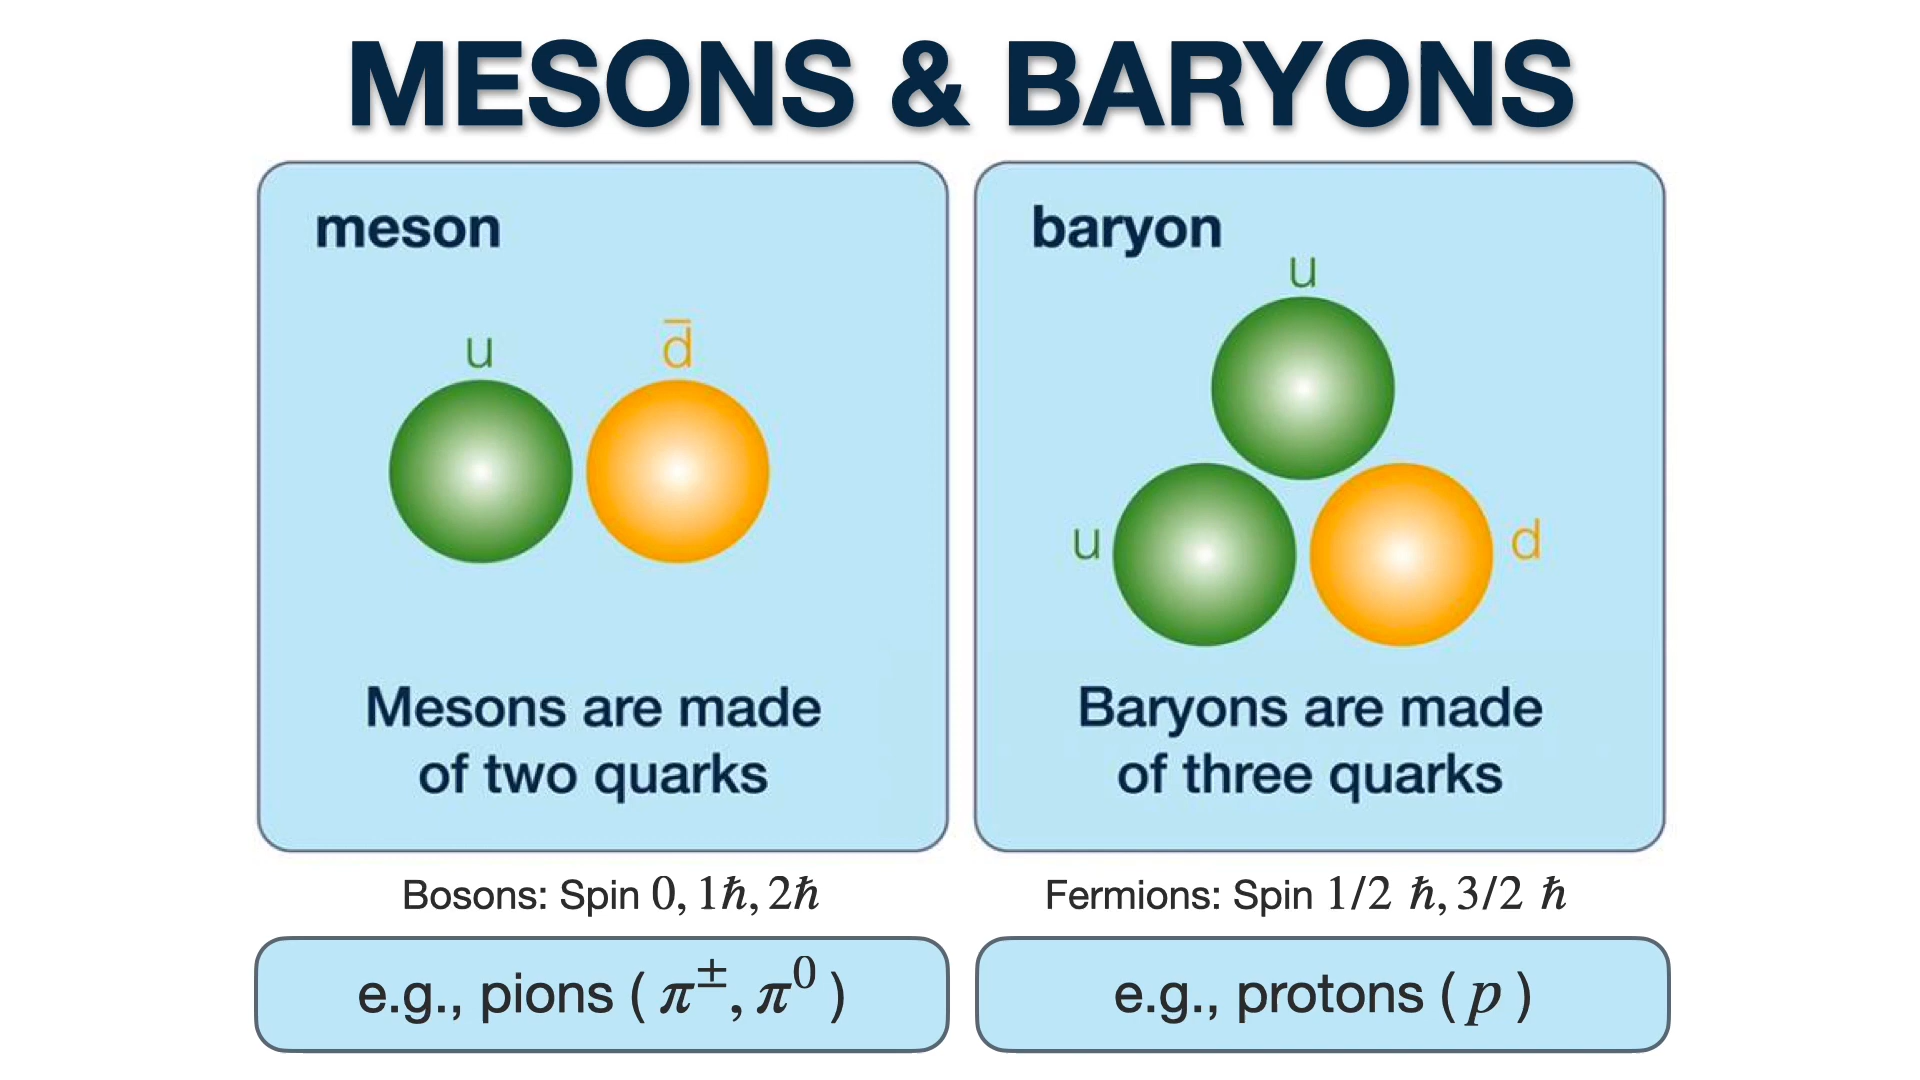 MESONS & BARYONS
meson
u d̄
Mesons are made
of two quarks
baryon
u
u d
Baryons are made
of three quarks
Bosons: Spin 0, 1ℏ, 2ℏ
Fermions: Spin 1/2 ℏ, 3/2 ℏ
e.g., pions ( π±, π⁰ )
e.g., protons ( p )